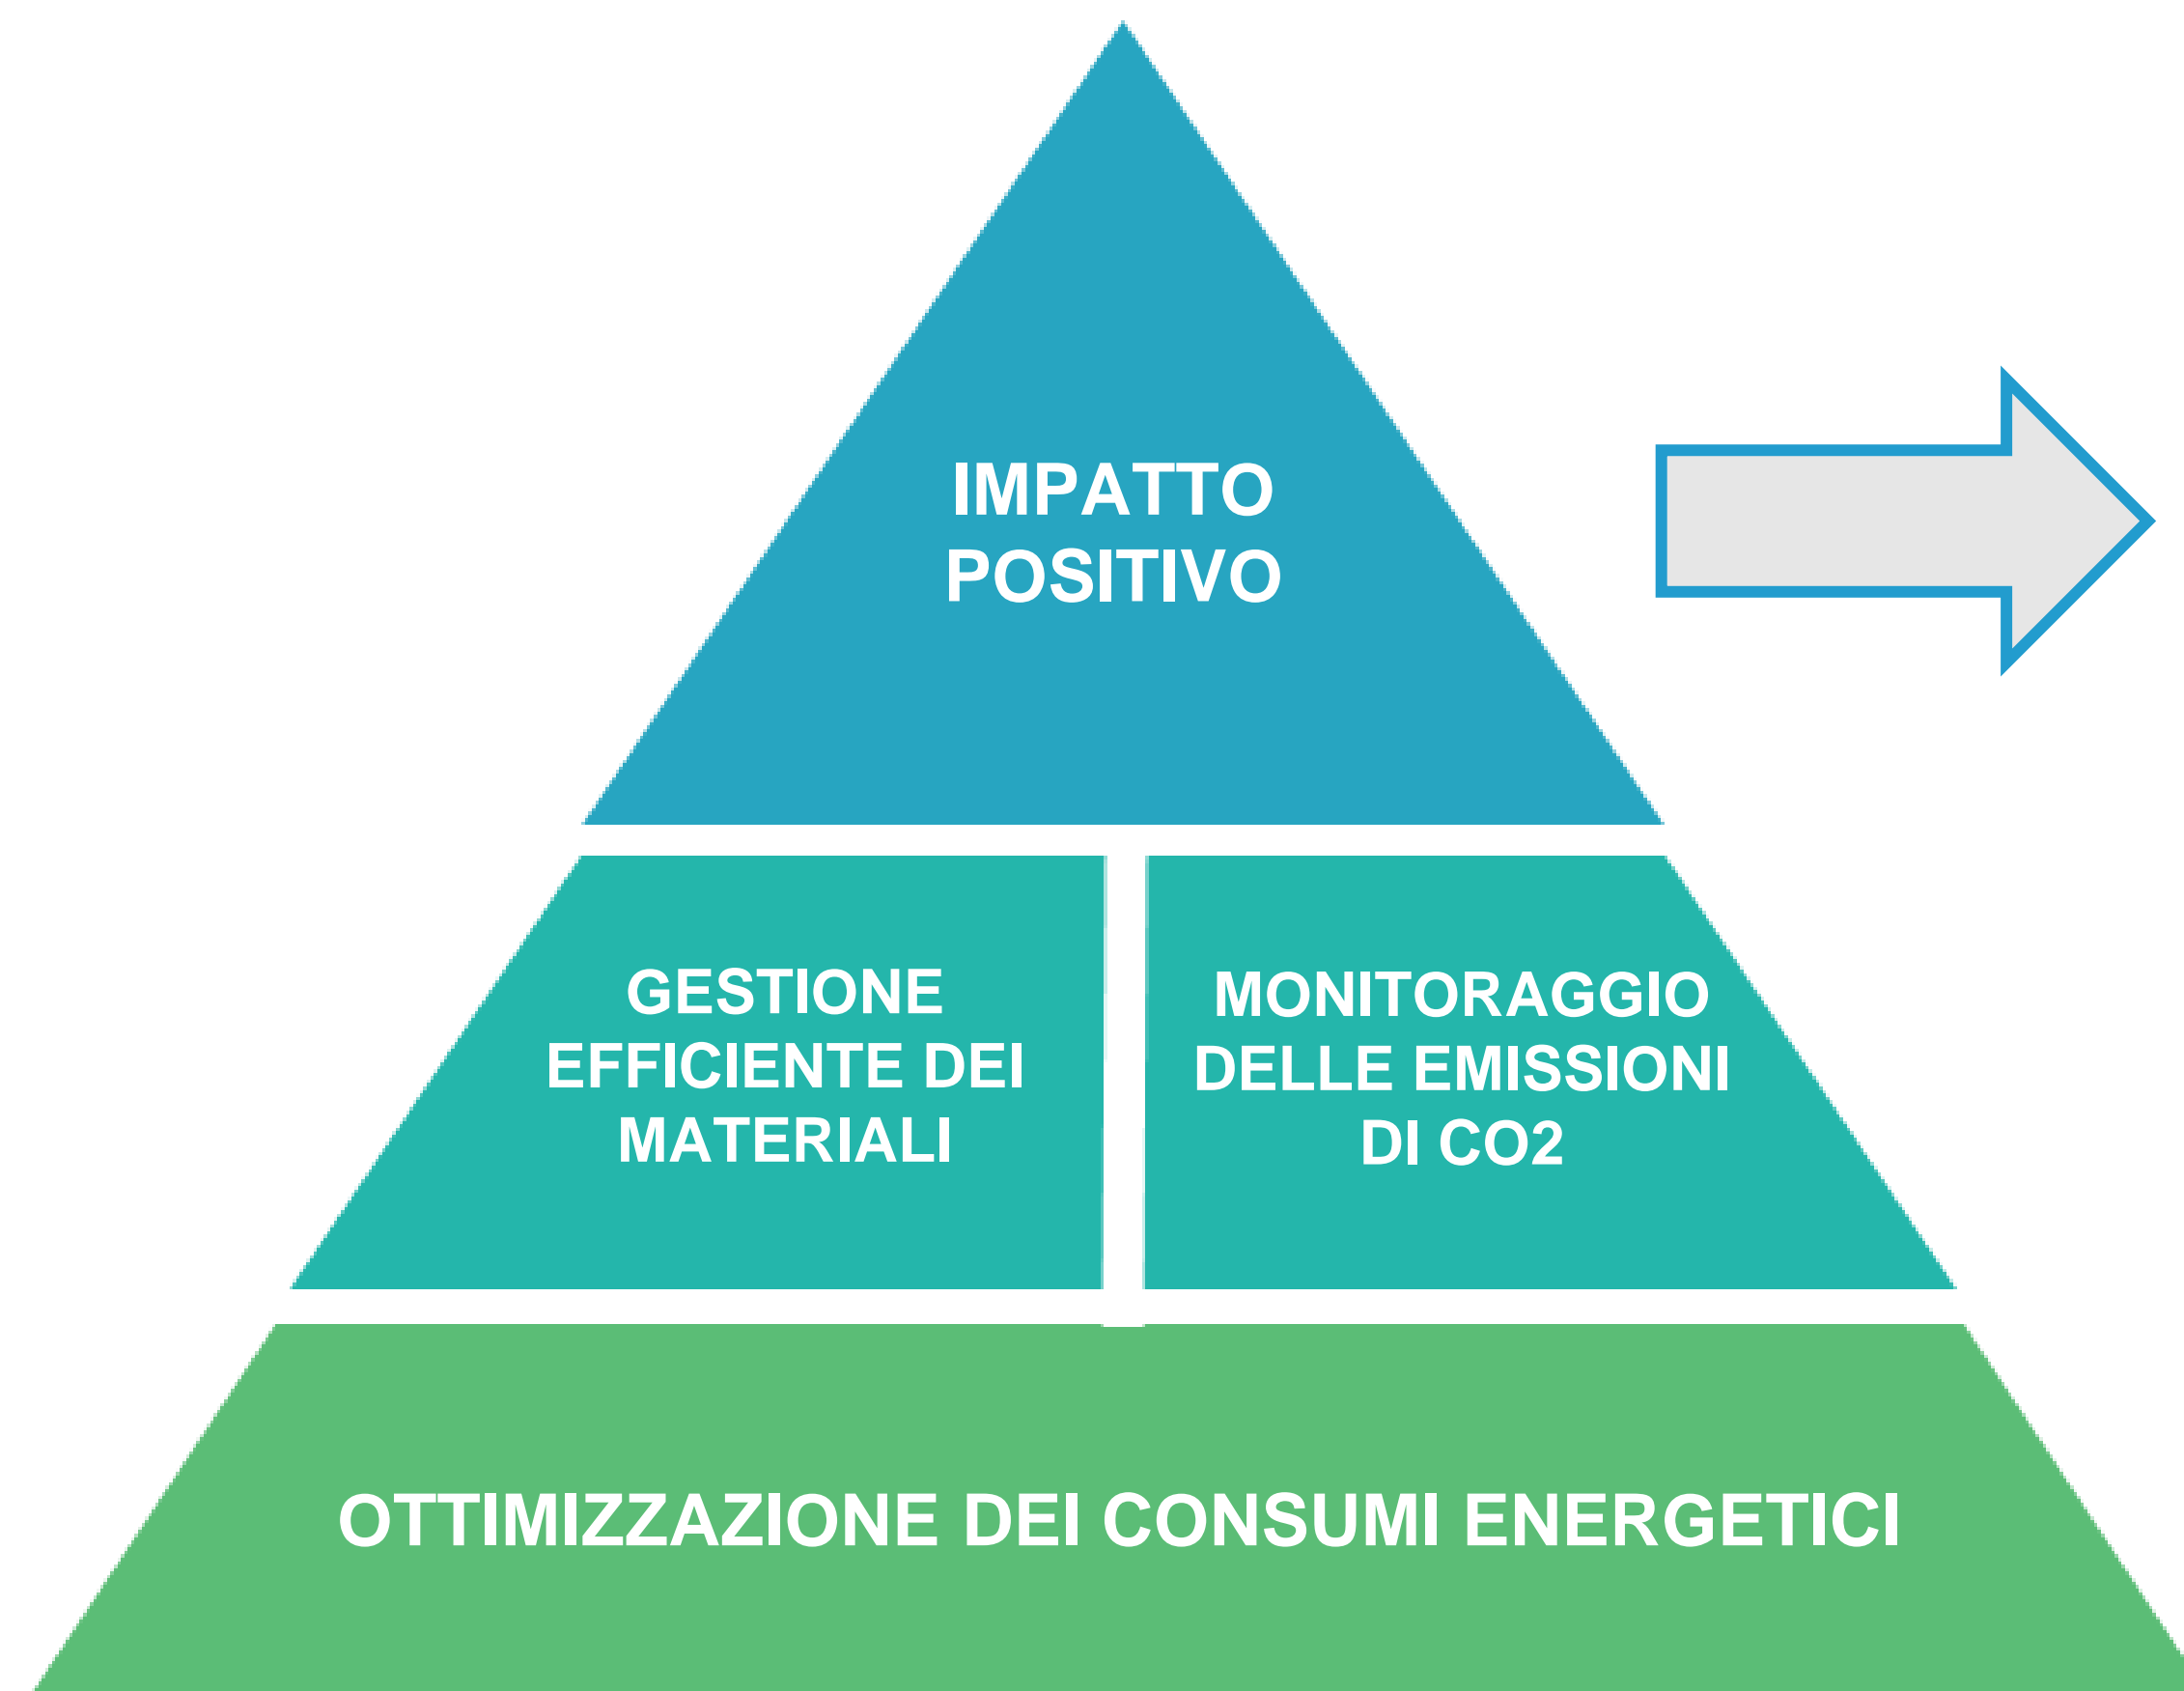 IMPATTO
POSITIVO
GESTIONE
EFFICIENTE DEI
MATERIALI
MONITORAGGIO
DELLE EMISSIONI
DI CO2
OTTIMIZZAZIONE DEI CONSUMI ENERGETICI